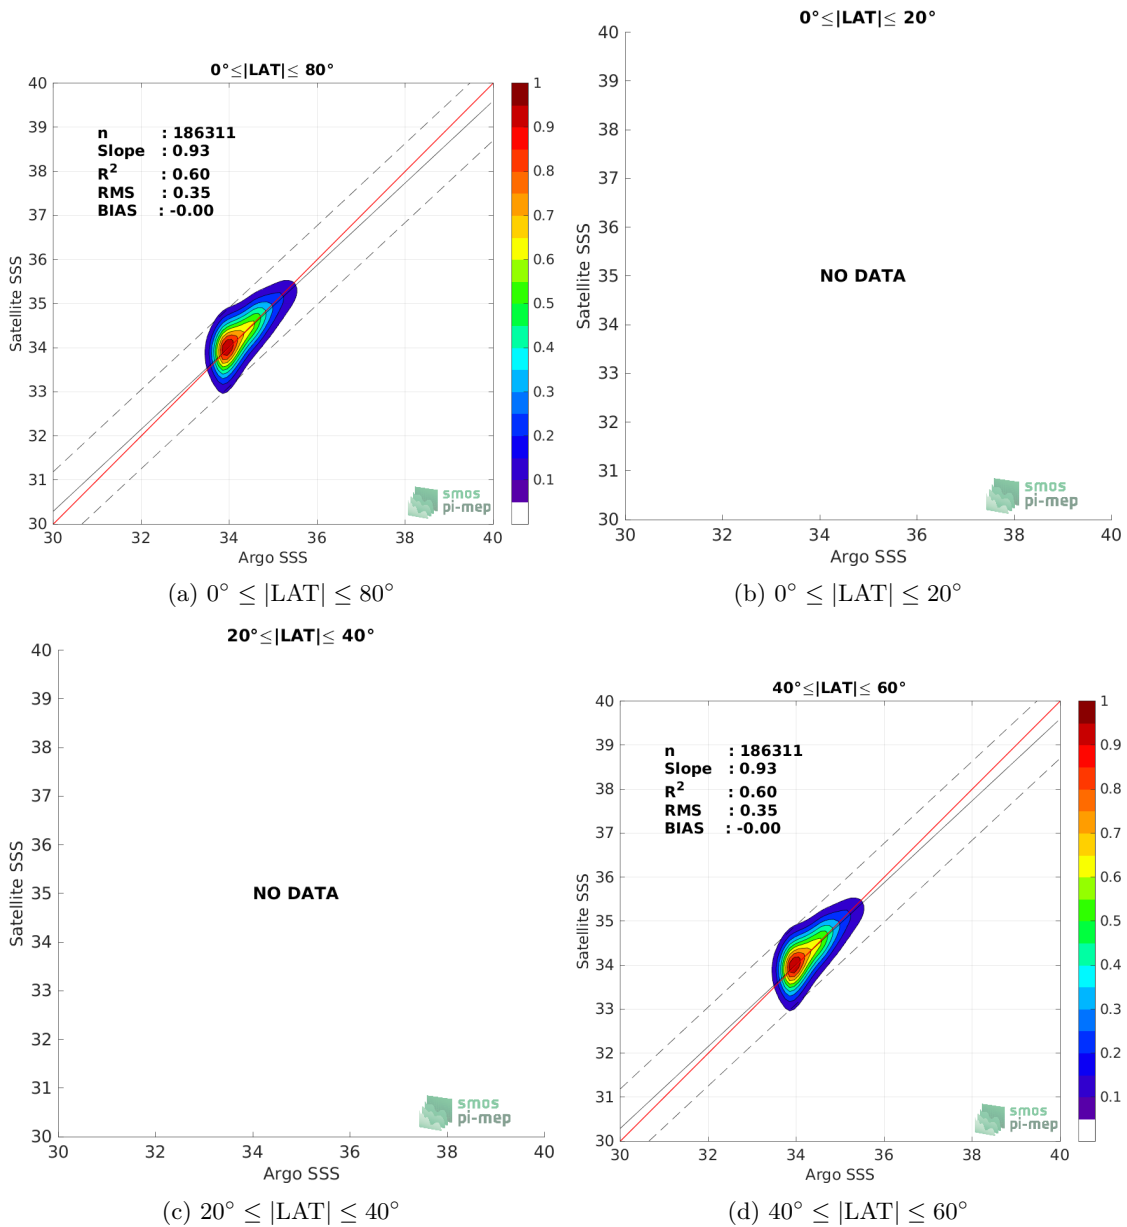 0°≤|LAT|≤ 80°
40
39
38
37
36
35
34
33
32
31
30
30 32 34 36 38 40
Satellite SSS
Argo SSS
n : 186311
Slope : 0.93
R² : 0.60
RMS : 0.35
BIAS : -0.00
1
0.9
0.8
0.7
0.6
0.5
0.4
0.3
0.2
0.1
smos
pi-mep
(a) 0° ≤ |LAT| ≤ 80°
0°≤|LAT|≤ 20°
40
39
38
37
36
35
34
33
32
31
30
30 32 34 36 38 40
Satellite SSS
Argo SSS
NO DATA
smos
pi-mep
(b) 0° ≤ |LAT| ≤ 20°
20°≤|LAT|≤ 40°
40
39
38
37
36
35
34
33
32
31
30
30 32 34 36 38 40
Satellite SSS
Argo SSS
NO DATA
smos
pi-mep
(c) 20° ≤ |LAT| ≤ 40°
40°≤|LAT|≤ 60°
40
39
38
37
36
35
34
33
32
31
30
30 32 34 36 38 40
Satellite SSS
Argo SSS
n : 186311
Slope : 0.93
R² : 0.60
RMS : 0.35
BIAS : -0.00
1
0.9
0.8
0.7
0.6
0.5
0.4
0.3
0.2
0.1
smos
pi-mep
(d) 40° ≤ |LAT| ≤ 60°